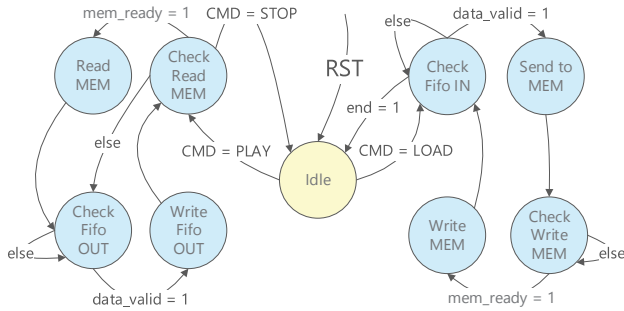 mem_ready = 1
CMD = STOP
data_valid = 1
else
Read
MEM
Check
Read
MEM
RST
Check
Fifo IN
Send to
MEM
end = 1
else
CMD = PLAY
CMD = LOAD
Idle
Check
Fifo
OUT
Write
Fifo
OUT
Write
MEM
Check
Write
MEM
else
else
data_valid = 1
mem_ready = 1